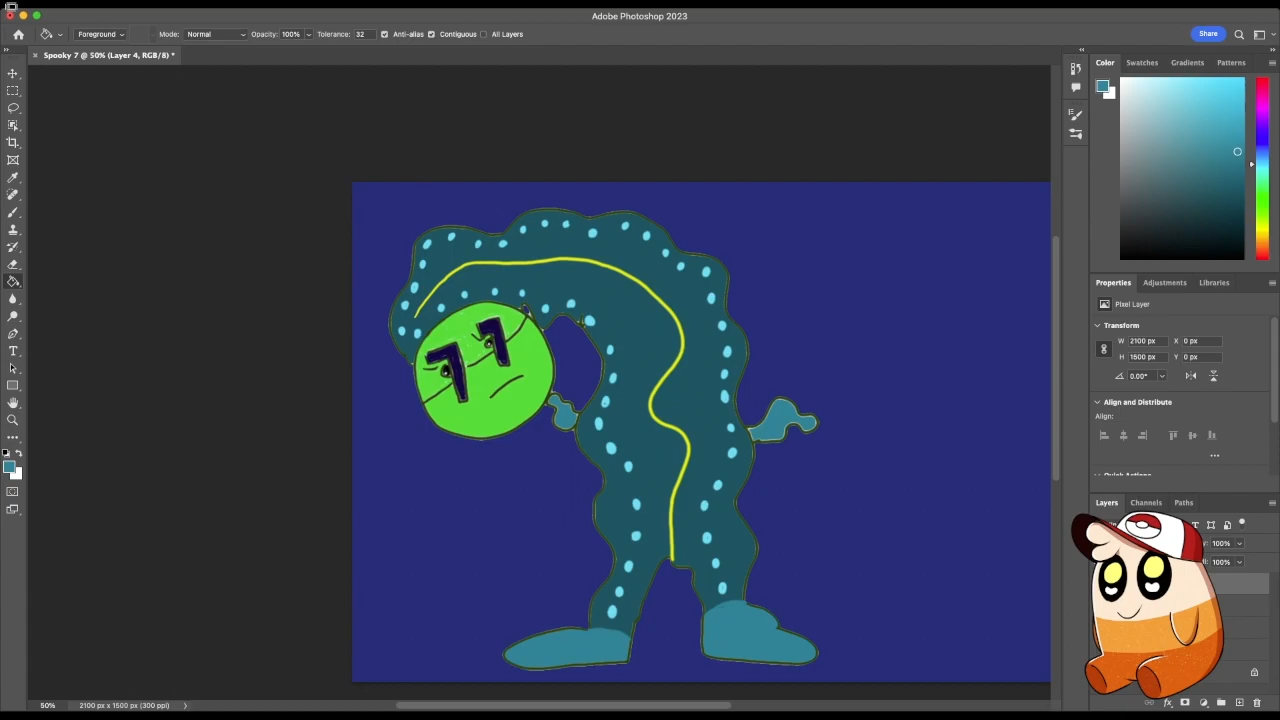 Adobe Photoshop 2023
Foreground Mode: Normal Opacity: 100% Tolerance: 32 Anti-alias Contiguous All Layers Share
Spooky 7 @ 50% (Layer 4, RGB/8) *
Color Swatches Gradients Patterns
Properties Adjustments Libraries
Pixel Layer
Transform
W 2100 px X 0 px
H 1500 px Y 0 px
0.00°
Align and Distribute
Align:
Layers Channels Paths
100%
100%
50% 2100 px x 1500 px (300 ppi)